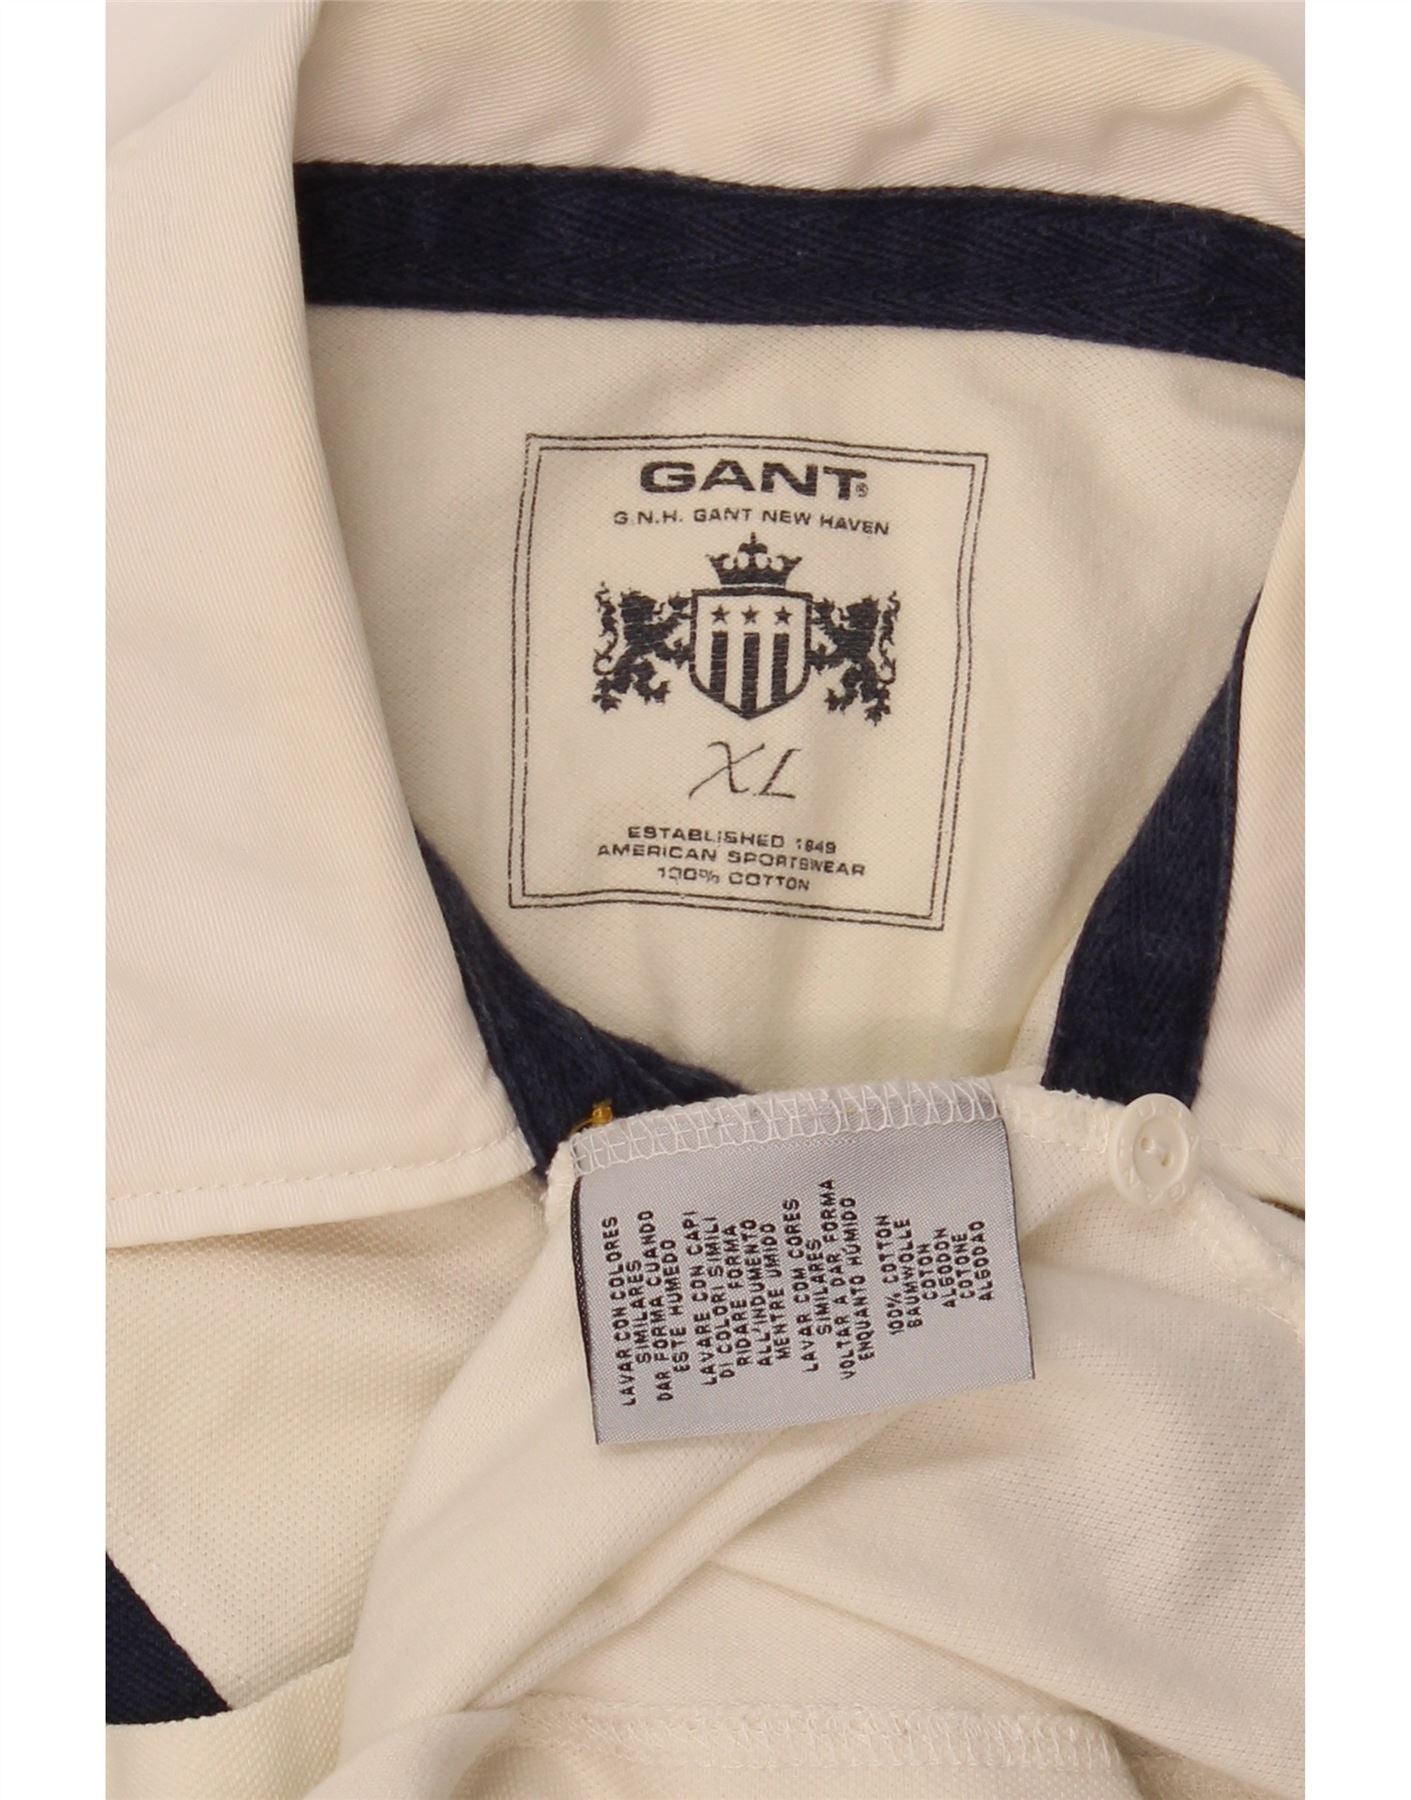 GANT®
G.N.H. GANT NEW HAVEN
XL
ESTABLISHED 1949
AMERICAN SPORTSWEAR
100% COTTON
LAVAR CON COLORES
SIMILARES
DAR FORMA CUANDO
ESTE HUMEDO
LAVARE CON CAPI
DI COLORI SIMILI
RIDARE FORMA
ALL'INDUMENTO
MENTRE UMIDO
LAVAR COM CORES
SIMILARES
VOLTAR A DAR FORMA
ENQUANTO HÚMIDO
100% COTTON
BAUMWOLLE
COTON
ALGODON
COTONE
ALGODAO